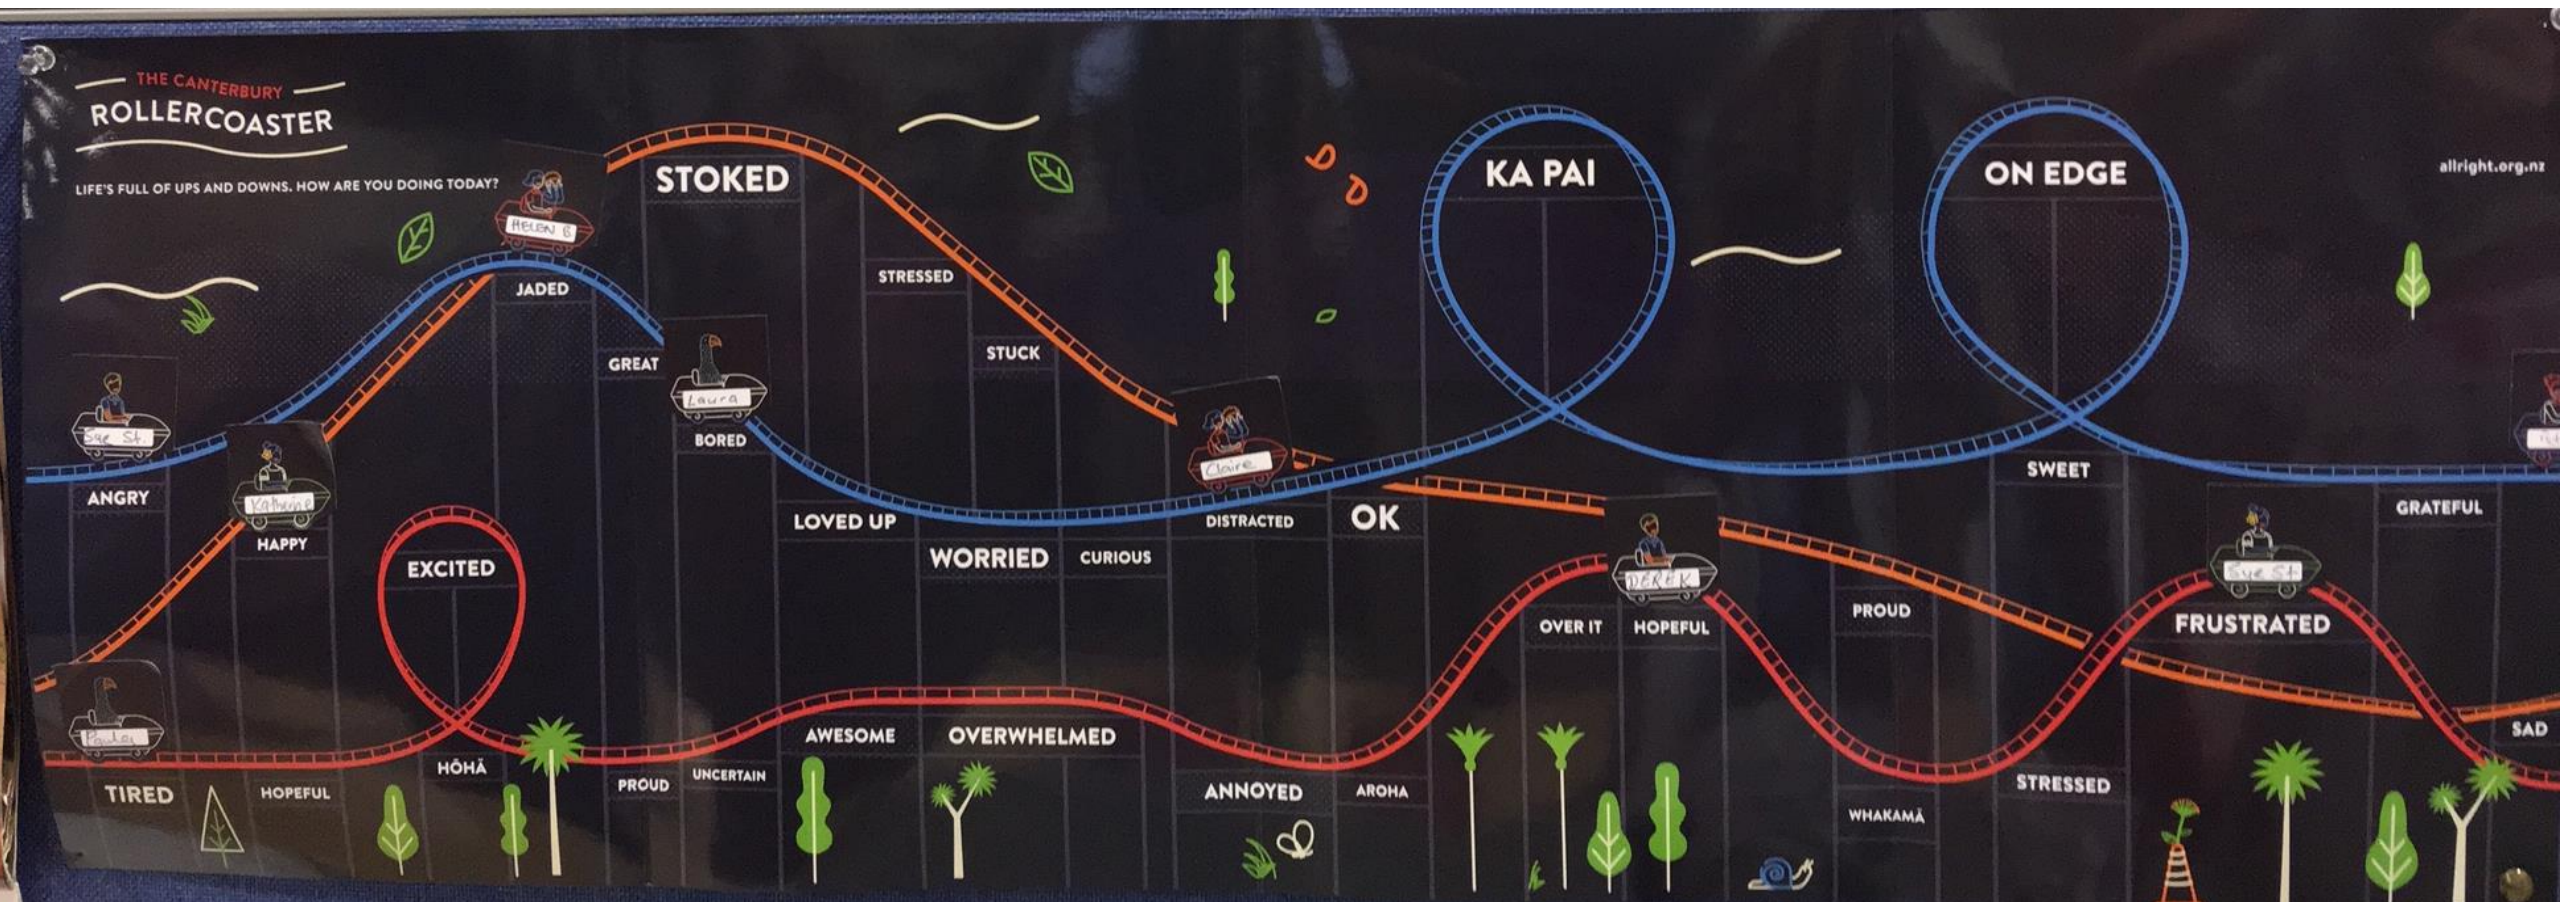 THE CANTERBURY
ROLLERCOASTER
LIFE'S FULL OF UPS AND DOWNS. HOW ARE YOU DOING TODAY?
allright.org.nz
STOKED
KA PAI
ON EDGE
HELEN B
STRESSED
JADED
STUCK
GREAT
Laura
BORED
Sue St.
Claire
SWEET
ANGRY
Katherine
HAPPY
LOVED UP
DISTRACTED
OK
GRATEFUL
WORRIED
CURIOUS
EXCITED
DEREK
Sue St
PROUD
OVER IT
HOPEFUL
FRUSTRATED
SAD
AWESOME
OVERWHELMED
HŌHĀ
UNCERTAIN
PROUD
TIRED
HOPEFUL
ANNOYED
AROHA
STRESSED
WHAKAMĀ